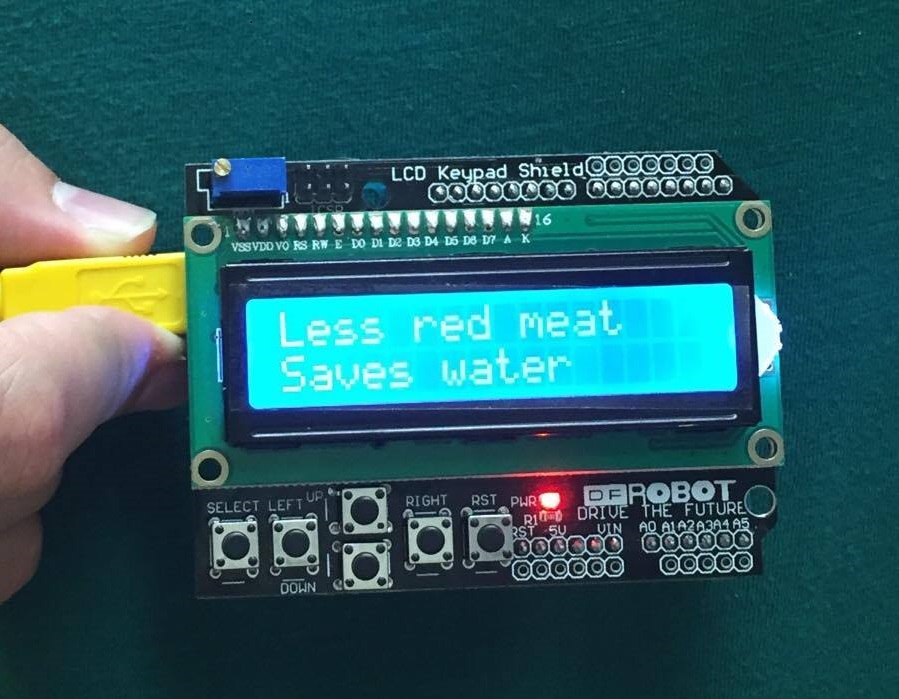 LCD Keypad Shield
ICSP
1 16
VSS VDD V0 RS RW E D0 D1 D2 D3 D4 D5 D6 D7 A K
Less red meat
Saves water
SELECT LEFT UP RIGHT RST PWR DFROBOT
R1 DRIVE THE FUTURE
RST 5V VIN A0 A1 A2 A3 A4 A5
DOWN